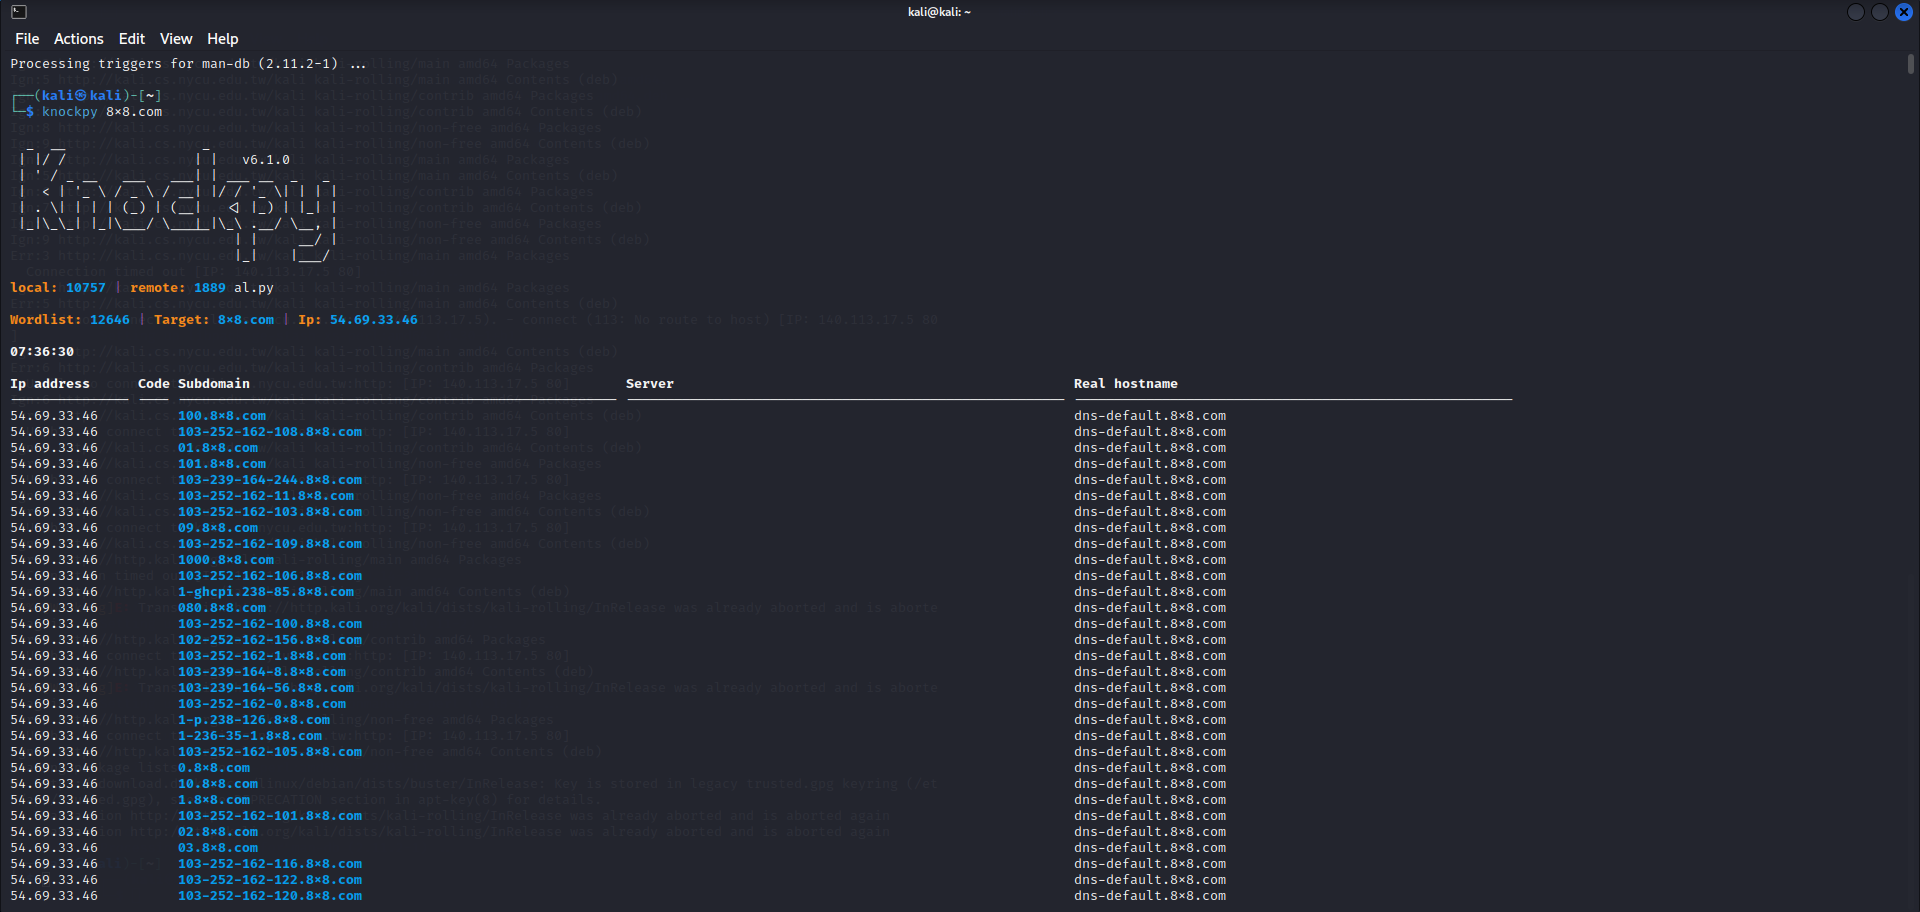 kali@kali: ~
File Actions Edit View Help
Processing triggers for man-db (2.11.2-1) ...
┌──(kali㉿kali)-[~]
└─$ knockpy 8×8.com
v6.1.0
Knockpy
local: 10757 | remote: 1889 al.py
Wordlist: 12646 | Target: 8×8.com | Ip: 54.69.33.46
07:36:30
Ip address Code Subdomain Server Real hostname
54.69.33.46 100.8×8.com dns-default.8×8.com
54.69.33.46 103-252-162-108.8×8.com dns-default.8×8.com
54.69.33.46 01.8×8.com dns-default.8×8.com
54.69.33.46 101.8×8.com dns-default.8×8.com
54.69.33.46 103-239-164-244.8×8.com dns-default.8×8.com
54.69.33.46 103-252-162-11.8×8.com dns-default.8×8.com
54.69.33.46 103-252-162-103.8×8.com dns-default.8×8.com
54.69.33.46 09.8×8.com dns-default.8×8.com
54.69.33.46 103-252-162-109.8×8.com dns-default.8×8.com
54.69.33.46 1000.8×8.com dns-default.8×8.com
54.69.33.46 103-252-162-106.8×8.com dns-default.8×8.com
54.69.33.46 1-ghcpi.238-85.8×8.com dns-default.8×8.com
54.69.33.46 080.8×8.com dns-default.8×8.com
54.69.33.46 103-252-162-100.8×8.com dns-default.8×8.com
54.69.33.46 102-252-162-156.8×8.com dns-default.8×8.com
54.69.33.46 103-252-162-1.8×8.com dns-default.8×8.com
54.69.33.46 103-239-164-8.8×8.com dns-default.8×8.com
54.69.33.46 103-239-164-56.8×8.com dns-default.8×8.com
54.69.33.46 103-252-162-0.8×8.com dns-default.8×8.com
54.69.33.46 1-p.238-126.8×8.com dns-default.8×8.com
54.69.33.46 1-236-35-1.8×8.com dns-default.8×8.com
54.69.33.46 103-252-162-105.8×8.com dns-default.8×8.com
54.69.33.46 0.8×8.com dns-default.8×8.com
54.69.33.46 10.8×8.com dns-default.8×8.com
54.69.33.46 1.8×8.com dns-default.8×8.com
54.69.33.46 103-252-162-101.8×8.com dns-default.8×8.com
54.69.33.46 02.8×8.com dns-default.8×8.com
54.69.33.46 03.8×8.com dns-default.8×8.com
54.69.33.46 103-252-162-116.8×8.com dns-default.8×8.com
54.69.33.46 103-252-162-122.8×8.com dns-default.8×8.com
54.69.33.46 103-252-162-120.8×8.com dns-default.8×8.com